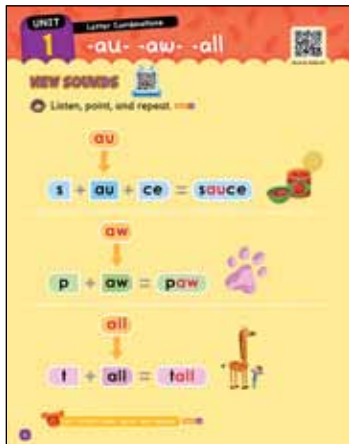 UNIT
1
Letter Combinations
-au- -aw- -all
NEW SOUNDS
Listen, point, and repeat.
au
s + au + ce = sauce
aw
p + aw = paw
all
t + all = tall